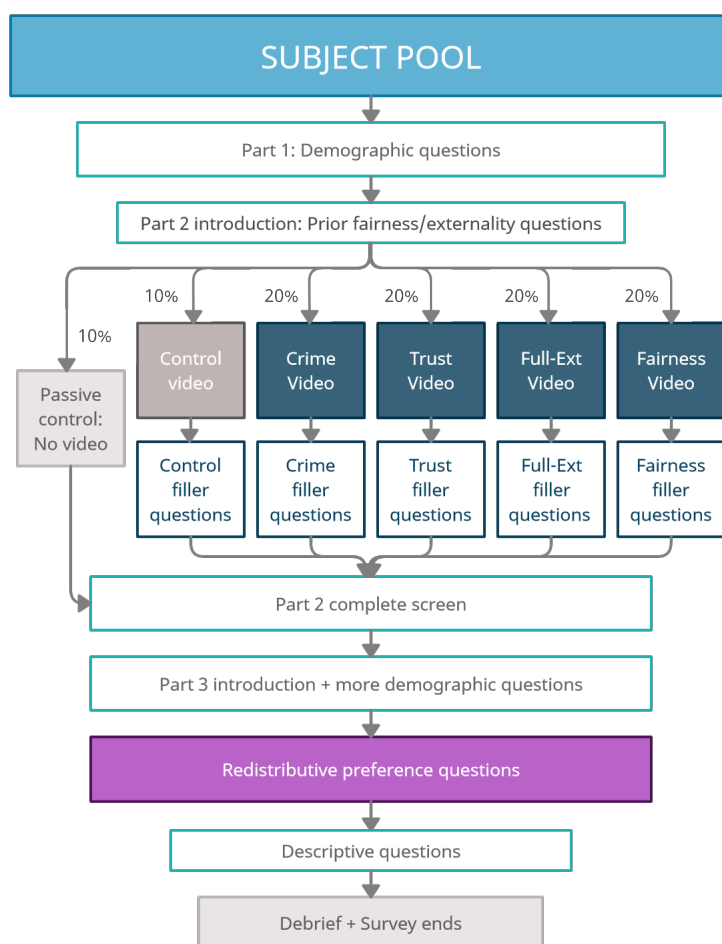 SUBJECT POOL
Part 1: Demographic questions
Part 2 introduction: Prior fairness/externality questions
10%
20%
20%
20%
20%
10%
Control
video
Crime
Video
Trust
Video
Full-Ext
Video
Fairness
Video
Passive
control:
No video
Control
filler
questions
Crime
filler
questions
Trust
filler
questions
Full-Ext
filler
questions
Fairness
filler
questions
Part 2 complete screen
Part 3 introduction + more demographic questions
Redistributive preference questions
Descriptive questions
Debrief + Survey ends